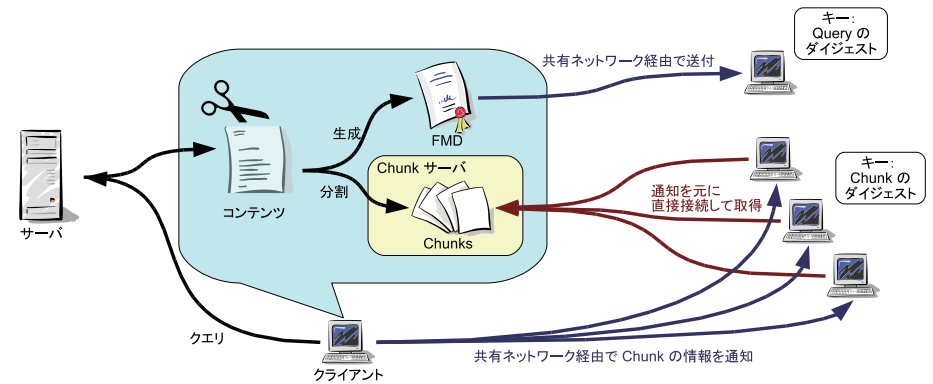 キー：
Query の
ダイジェスト
共有ネットワーク経由で送付
生成
FMD
Chunk サーバ
分割
Chunks
コンテンツ
サーバ
通知を元に
直接接続して取得
キー：
Chunk の
ダイジェスト
クエリ
クライアント
共有ネットワーク経由で Chunk の情報を通知